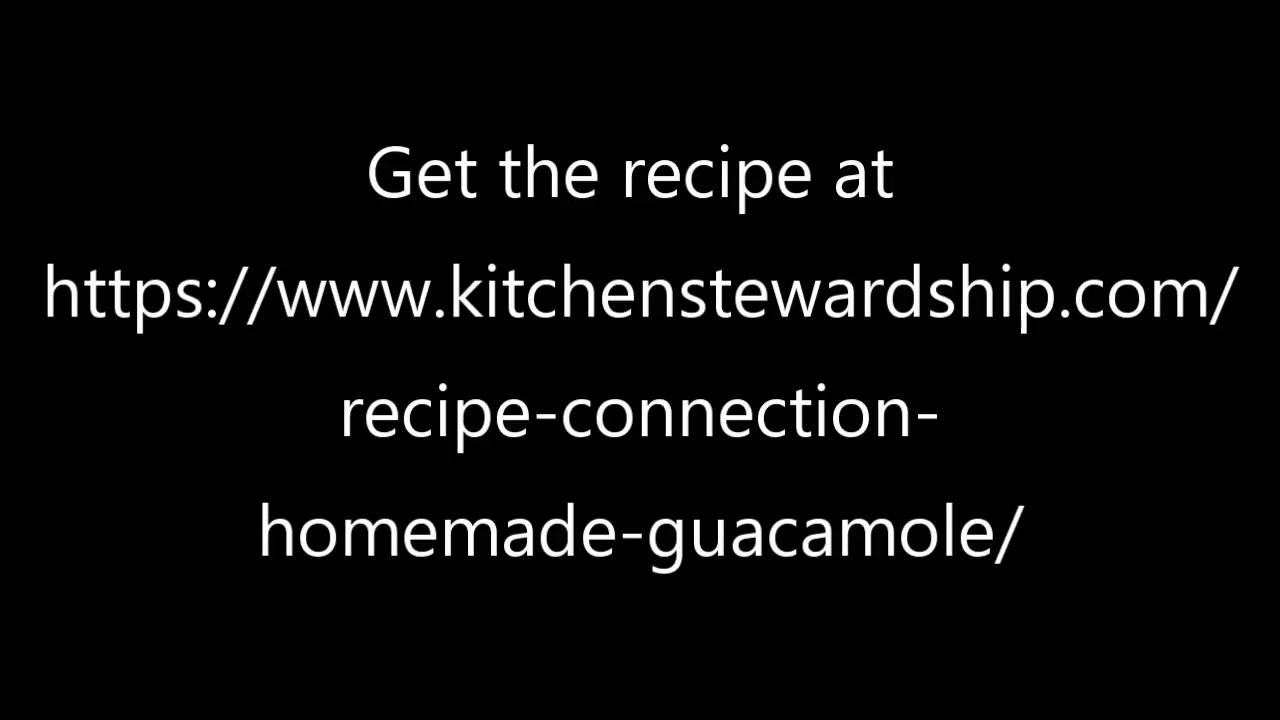 Get the recipe at
https://www.kitchenstewardship.com/
recipe-connection-
homemade-guacamole/